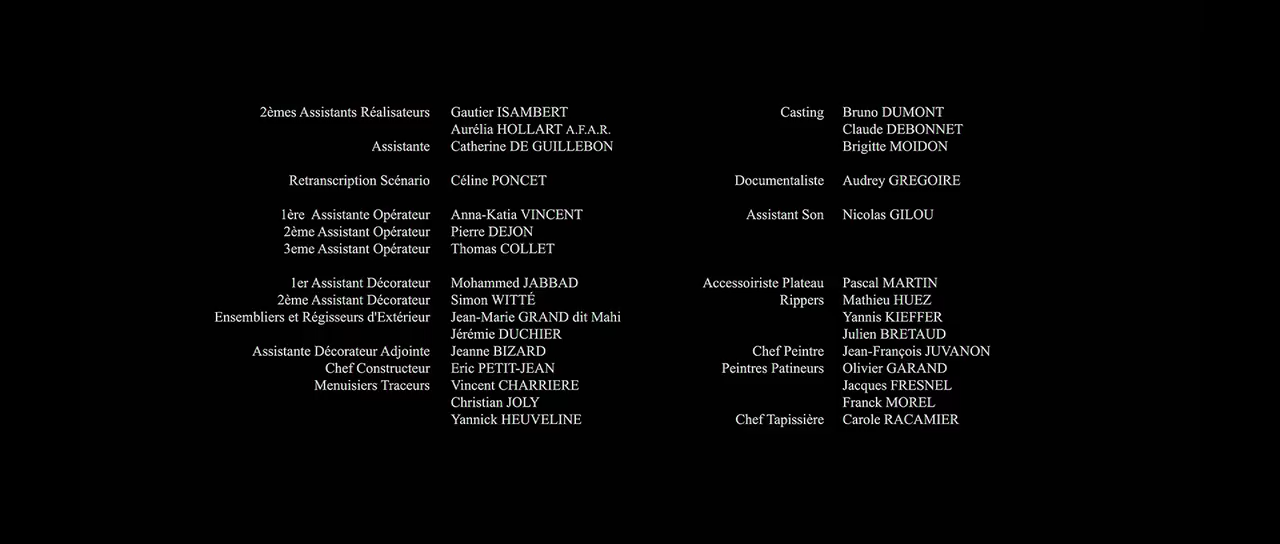 2èmes Assistants Réalisateurs Gautier ISAMBERT
Aurélia HOLLART A.F.A.R.
Assistante Catherine DE GUILLEBON
Retranscription Scénario Céline PONCET
1ère Assistante Opérateur Anna-Katia VINCENT
2ème Assistant Opérateur Pierre DEJON
3eme Assistant Opérateur Thomas COLLET
1er Assistant Décorateur Mohammed JABBAD
2ème Assistant Décorateur Simon WITTÉ
Ensembliers et Régisseurs d'Extérieur Jean-Marie GRAND dit Mahi
Jérémie DUCHIER
Assistante Décorateur Adjointe Jeanne BIZARD
Chef Constructeur Eric PETIT-JEAN
Menuisiers Traceurs Vincent CHARRIERE
Christian JOLY
Yannick HEUVELINE
Casting Bruno DUMONT
Claude DEBONNET
Brigitte MOIDON
Documentaliste Audrey GREGOIRE
Assistant Son Nicolas GILOU
Accessoiriste Plateau Pascal MARTIN
Rippers Mathieu HUEZ
Yannis KIEFFER
Julien BRETAUD
Chef Peintre Jean-François JUVANON
Peintres Patineurs Olivier GARAND
Jacques FRESNEL
Franck MOREL
Chef Tapissière Carole RACAMIER